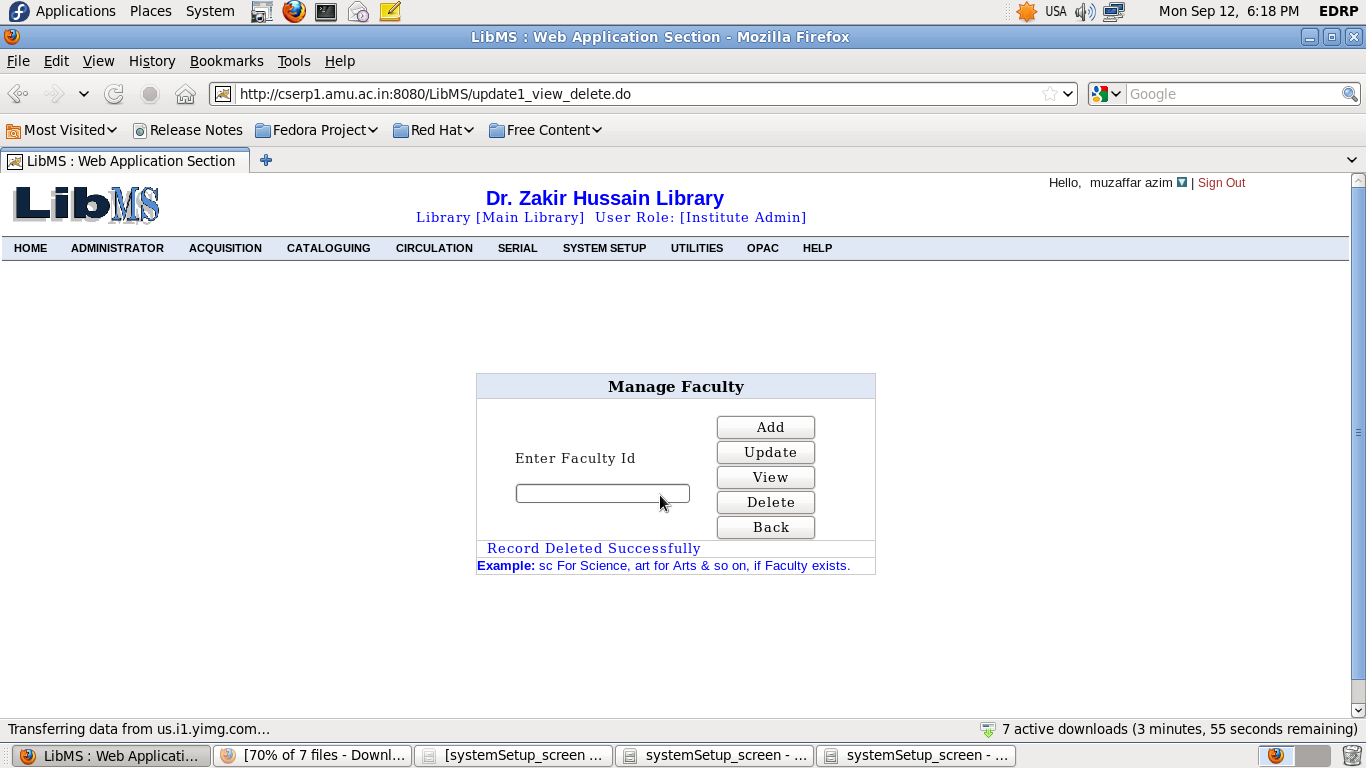 Applications Places System USA Mon Sep 12, 6:18 PM EDRP
LibMS : Web Application Section - Mozilla Firefox
File Edit View History Bookmarks Tools Help
http://cserp1.amu.ac.in:8080/LibMS/update1_view_delete.do Google
Most Visited Release Notes Fedora Project Red Hat Free Content
LibMS : Web Application Section
LibMS
Hello, muzaffar azim | Sign Out
Dr. Zakir Hussain Library
Library [Main Library] User Role: [Institute Admin]
HOME ADMINISTRATOR ACQUISITION CATALOGUING CIRCULATION SERIAL SYSTEM SETUP UTILITIES OPAC HELP
Manage Faculty
Add
Update
Enter Faculty Id
View
Delete
Back
Record Deleted Successfully
Example: sc For Science, art for Arts & so on, if Faculty exists.
Transferring data from us.i1.yimg.com... 7 active downloads (3 minutes, 55 seconds remaining)
LibMS : Web Applicati... [70% of 7 files - Downl... [systemSetup_screen ... systemSetup_screen - ... systemSetup_screen - ...